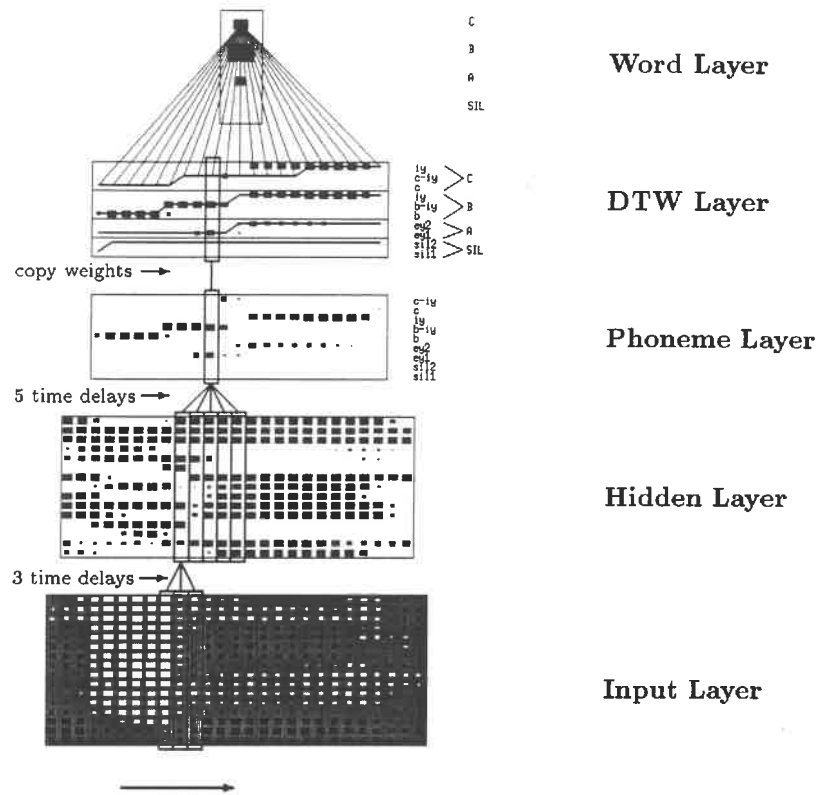 C
B
A
SIL
Word Layer
iy
c-iy
c
C
iy
b-iy
b
B
ey2
ey1
A
sil2
sil1
SIL
DTW Layer
copy weights
c-iy
c
iy
b-iy
b
ey2
ey1
sil2
sil1
Phoneme Layer
5 time delays
Hidden Layer
3 time delays
Input Layer